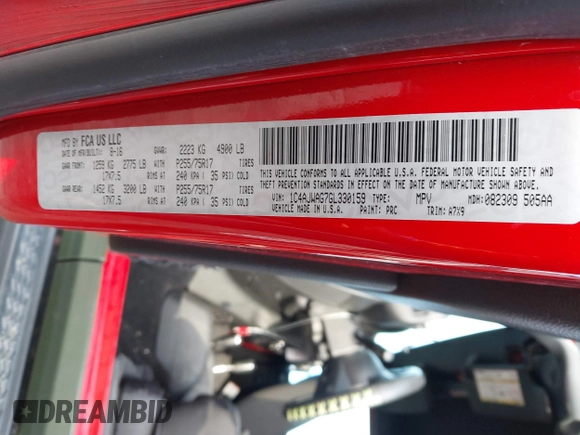 MFD BY FCA US LLC
DATE OF MFR/BUILT: 8-16 GVWR: 2223 KG 4900 LB
GAWR FRONT: 1259 KG 2775 LB WITH P255/75R17 TIRES
17X7.5 RIMS AT 240 KPA ( 35 PSI) COLD
GAWR REAR: 1452 KG 3200 LB WITH P255/75R17 TIRES
17X7.5 RIMS AT 240 KPA ( 35 PSI) COLD
THIS VEHICLE CONFORMS TO ALL APPLICABLE U.S.A. FEDERAL MOTOR VEHICLE SAFETY AND
THEFT PREVENTION STANDARDS IN EFFECT ON THE DATE OF MANUFACTURE SHOWN ABOVE.
VIN: 1C4AJWAG7GL330159 TYPE: MPV MDH: 082309 505AA
VEHICLE MADE IN U.S.A. PAINT: PRC TRIM: A7X9
DREAMBID